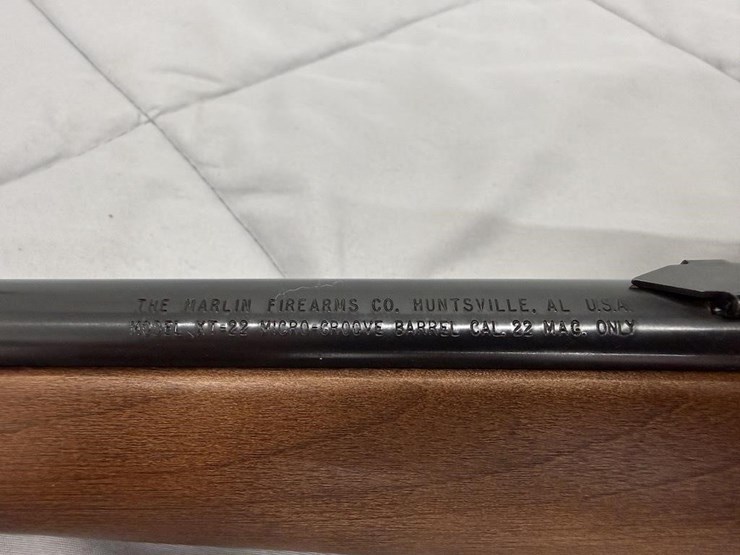 THE MARLIN FIREARMS CO. HUNTSVILLE, AL U.S.A.
MODEL XT-22 MICRO-GROOVE BARREL CAL. 22 MAG. ONLY